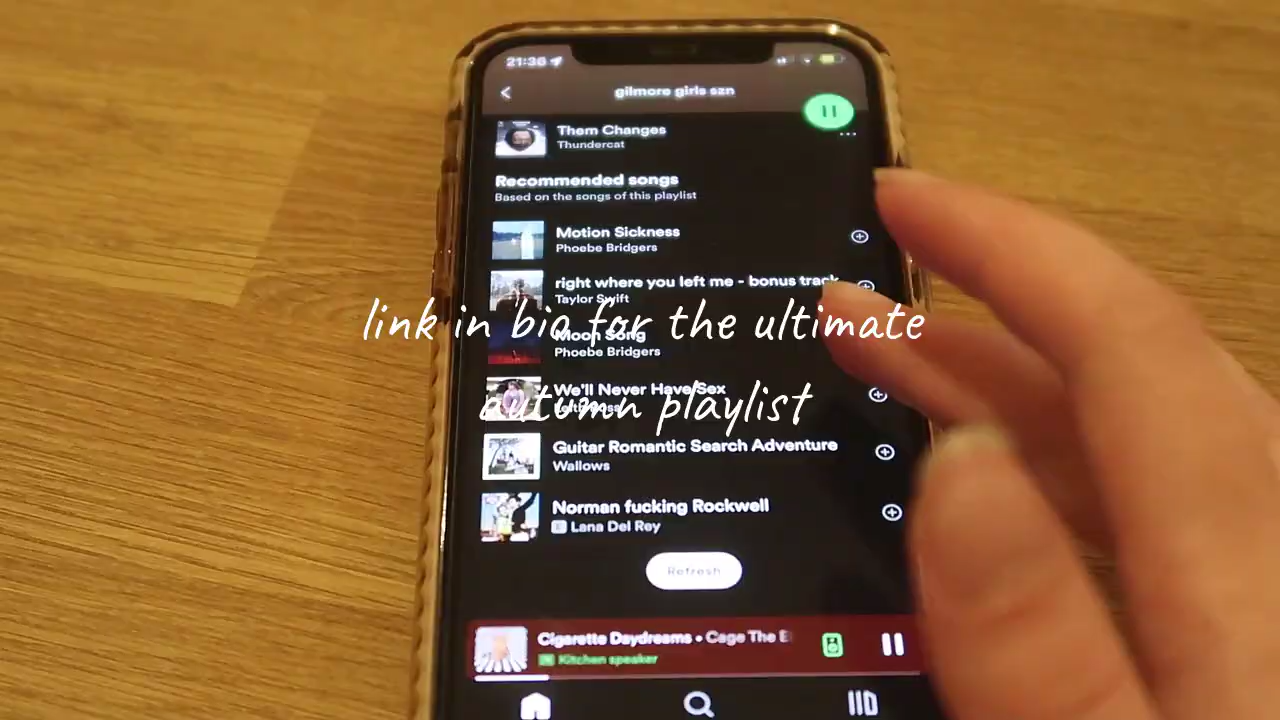 21:36
gilmore girls szn
Them Changes
Thundercat
Recommended songs
Based on the songs of this playlist
Motion Sickness
Phoebe Bridgers
right where you left me - bonus track
Taylor Swift
link in bio for the ultimate
Moon Song
Phoebe Bridgers
We'll Never Have Sex
autumn playlist
Guitar Romantic Search Adventure
Wallows
Norman fucking Rockwell
E Lana Del Rey
Refresh
Cigarette Daydreams • Cage The E
Kitchen speaker